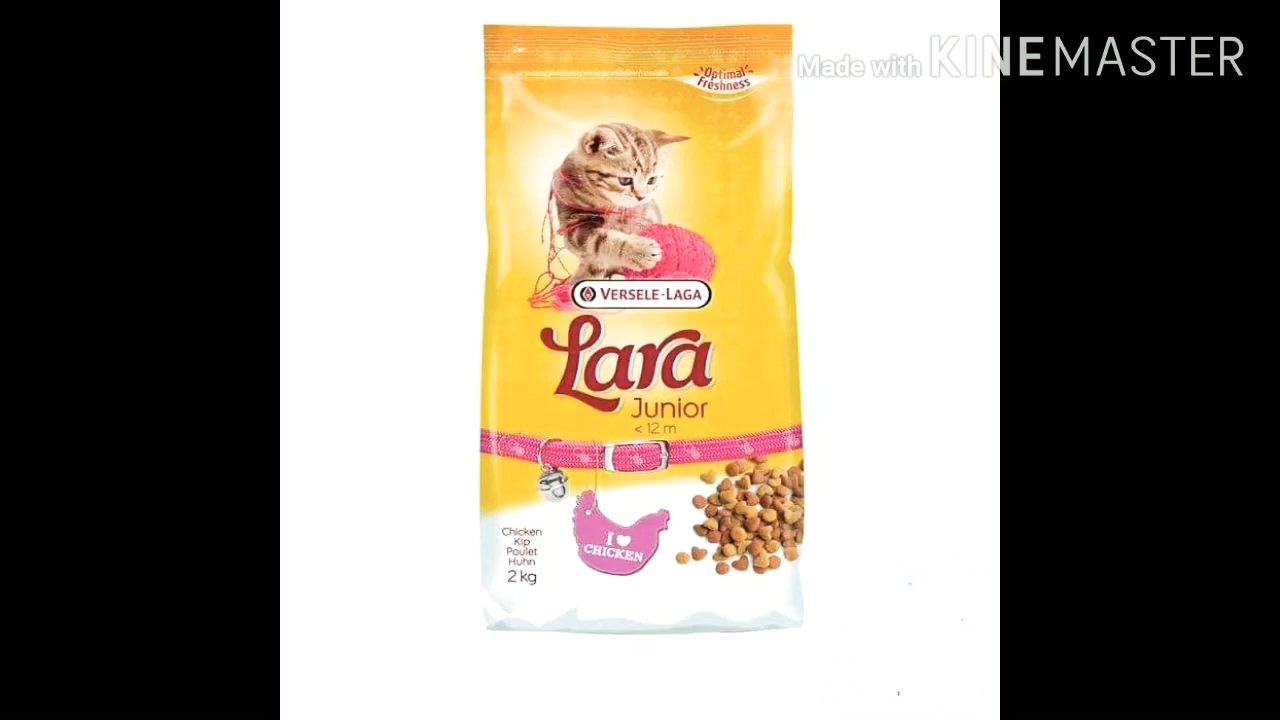 Made with KINEMASTER
Optimal
Freshness
VERSELE-LAGA
Lara
Junior
< 12 m
I
CHICKEN
Chicken
Kip
Poulet
Huhn
2 kg